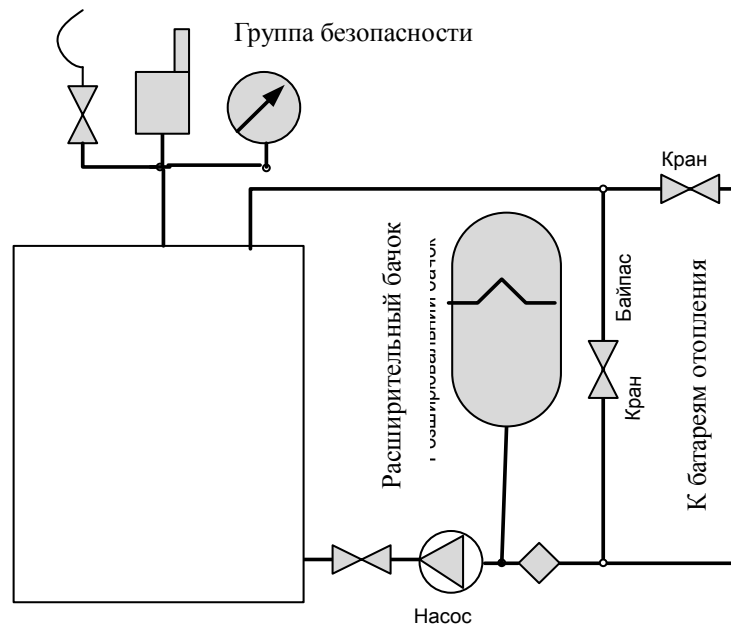 Группа безопасности
Кран
Расширительный бачок
Байпас
Кран
К батареям отопления
Насос